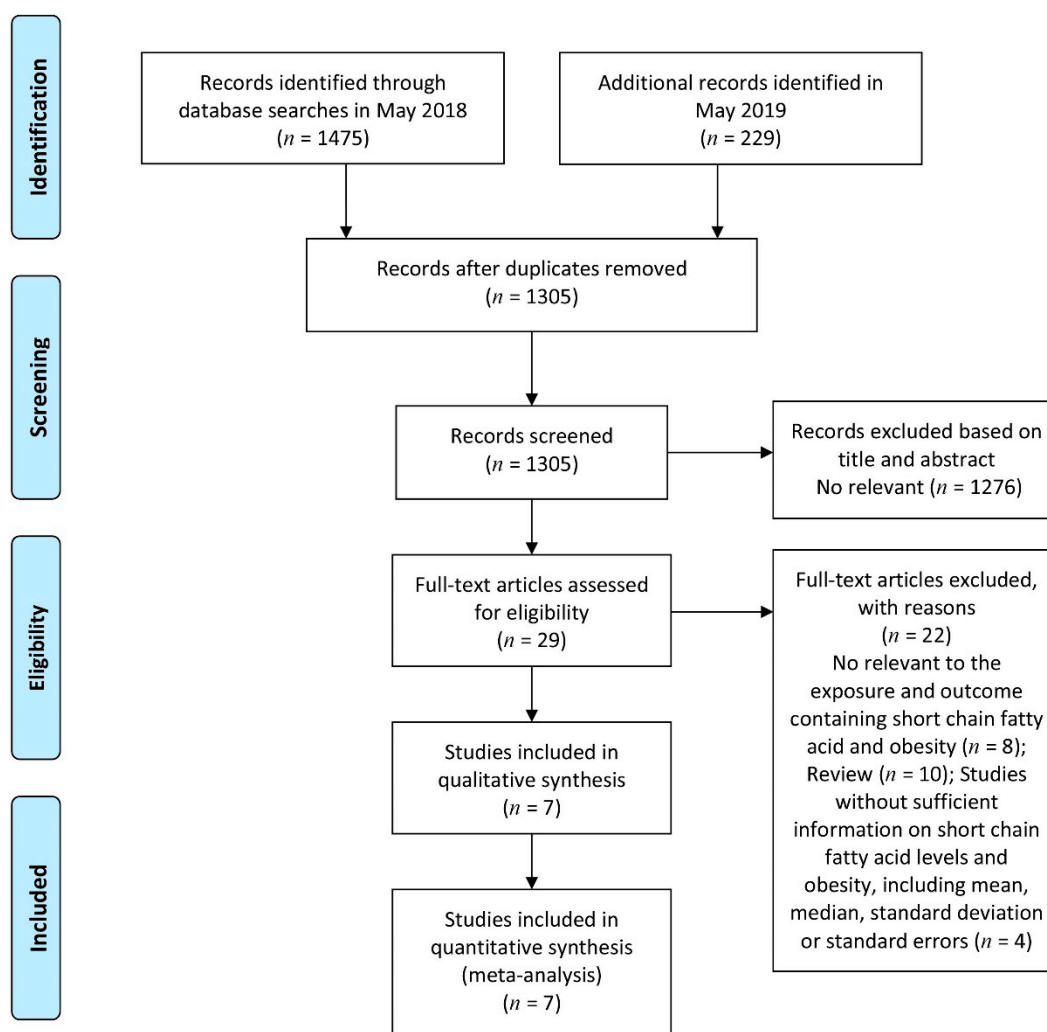 Identification
Records identified through
database searches in May 2018
(n = 1475)
Additional records identified in
May 2019
(n = 229)
Records after duplicates removed
(n = 1305)
Screening
Records screened
(n = 1305)
Records excluded based on
title and abstract
No relevant (n = 1276)
Eligibility
Full-text articles assessed
for eligibility
(n = 29)
Full-text articles excluded,
with reasons
(n = 22)
No relevant to the
exposure and outcome
containing short chain fatty
acid and obesity (n = 8);
Review (n = 10); Studies
without sufficient
information on short chain
fatty acid levels and
obesity, including mean,
median, standard deviation
or standard errors (n = 4)
Studies included in
qualitative synthesis
(n = 7)
Included
Studies included in
quantitative synthesis
(meta-analysis)
(n = 7)